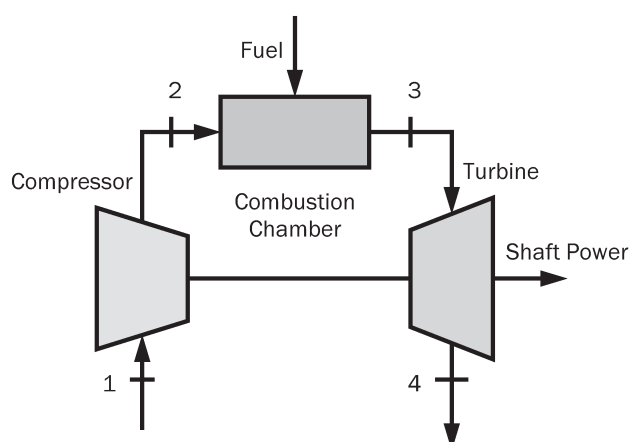 Fuel
2
3
Compressor
Turbine
Combustion
Chamber
Shaft Power
1
4